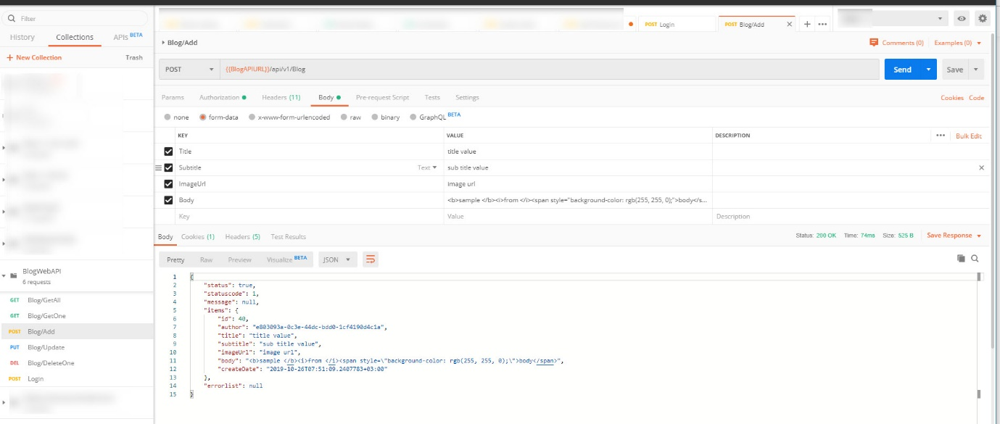 Filter
History Collections APIs BETA
+ New Collection Trash
BlogWebAPI
6 requests
GET Blog/GetAll
GET Blog/GetOne
POST Blog/Add
PUT Blog/Update
DEL Blog/DeleteOne
POST Login
POST Login POST Blog/Add
Blog/Add Comments (0) Examples (0)
POST {{BlogAPIURL}}/api/v1/Blog Send Save
Params Authorization Headers (11) Body Pre-request Script Tests Settings Cookies Code
none form-data x-www-form-urlencoded raw binary GraphQL BETA
KEY VALUE DESCRIPTION ••• Bulk Edit
Title title value
Subtitle Text sub title value
ImageUrl image url
Body <b>sample </b><i>from </i><span style="background-color: rgb(255, 255, 0);">body</s...
Key Value Description
Body Cookies (1) Headers (5) Test Results Status: 200 OK Time: 74ms Size: 525 B Save Response
Pretty Raw Preview Visualize BETA JSON
1 {
2 "status": true,
3 "statuscode": 1,
4 "message": null,
5 "items": {
6 "id": 40,
7 "author": "e803093a-0c3e-44dc-bdd0-1cf4190d4c1a",
8 "title": "title value",
9 "subtitle": "sub title value",
10 "imageUrl": "image url",
11 "body": "<b>sample </b><i>from </i><span style=\"background-color: rgb(255, 255, 0);\">body</span>",
12 "createDate": "2019-10-26T07:51:09.2407783+03:00"
13 },
14 "errorlist": null
15 }